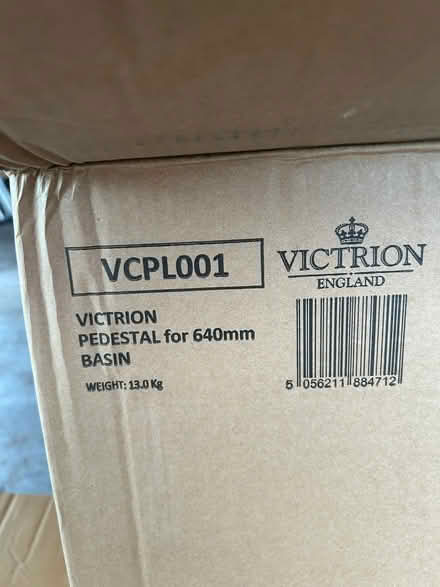 VCPL001
VICTRION
PEDESTAL for 640mm
BASIN
WEIGHT: 13.0 Kg
VICTRION
ENGLAND
5 056211 884712